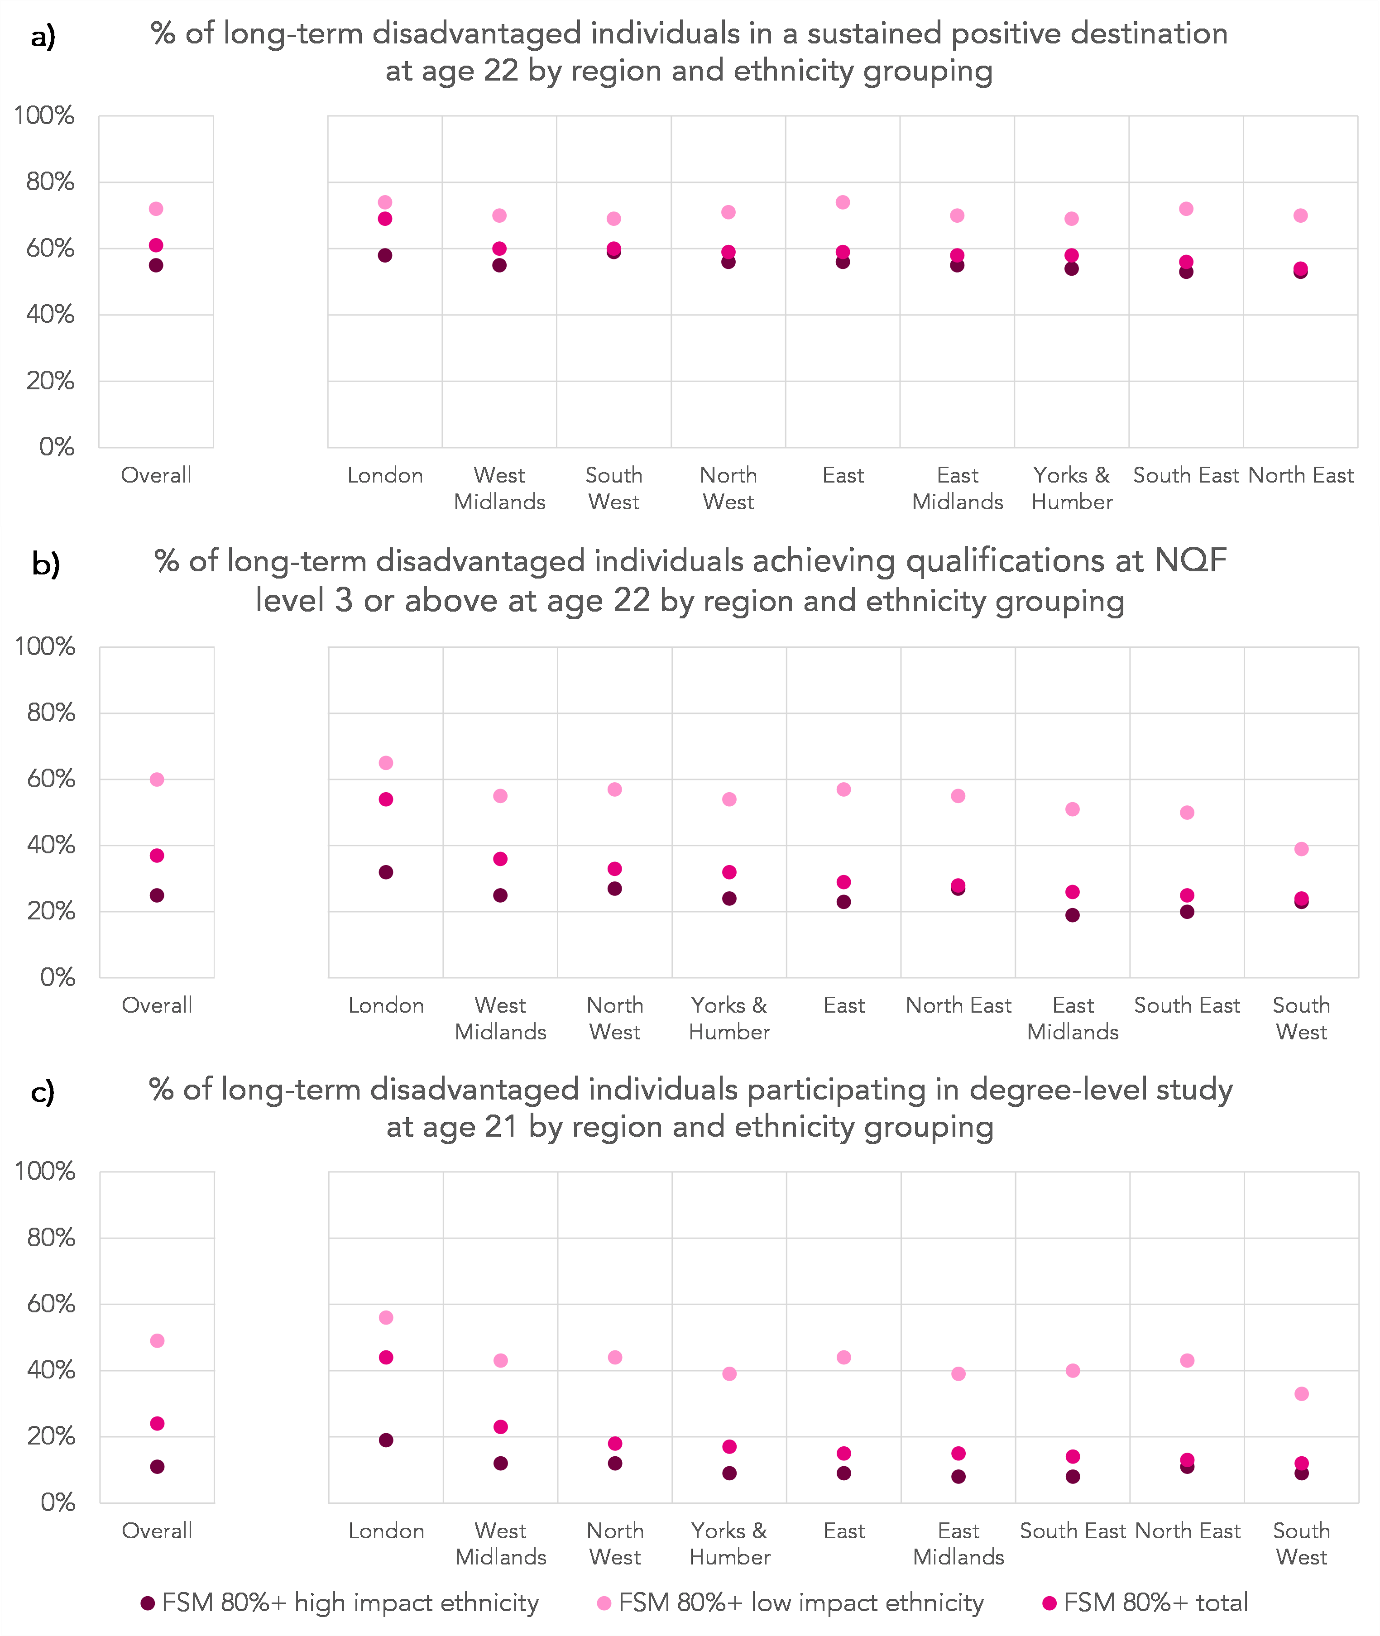 a)
% of long-term disadvantaged individuals in a sustained positive destination
at age 22 by region and ethnicity grouping
100%
80%
60%
40%
20%
0%
Overall
London
West
Midlands
South
West
North
West
East
East
Midlands
Yorks &
Humber
South East
North East
b)
% of long-term disadvantaged individuals achieving qualifications at NQF
level 3 or above at age 22 by region and ethnicity grouping
100%
80%
60%
40%
20%
0%
Overall
London
West
Midlands
North
West
Yorks &
Humber
East
North East
East
Midlands
South East
South
West
c)
% of long-term disadvantaged individuals participating in degree-level study
at age 21 by region and ethnicity grouping
100%
80%
60%
40%
20%
0%
Overall
London
West
Midlands
North
West
Yorks &
Humber
East
East
Midlands
South East
North East
South
West
FSM 80%+ high impact ethnicity
FSM 80%+ low impact ethnicity
FSM 80%+ total